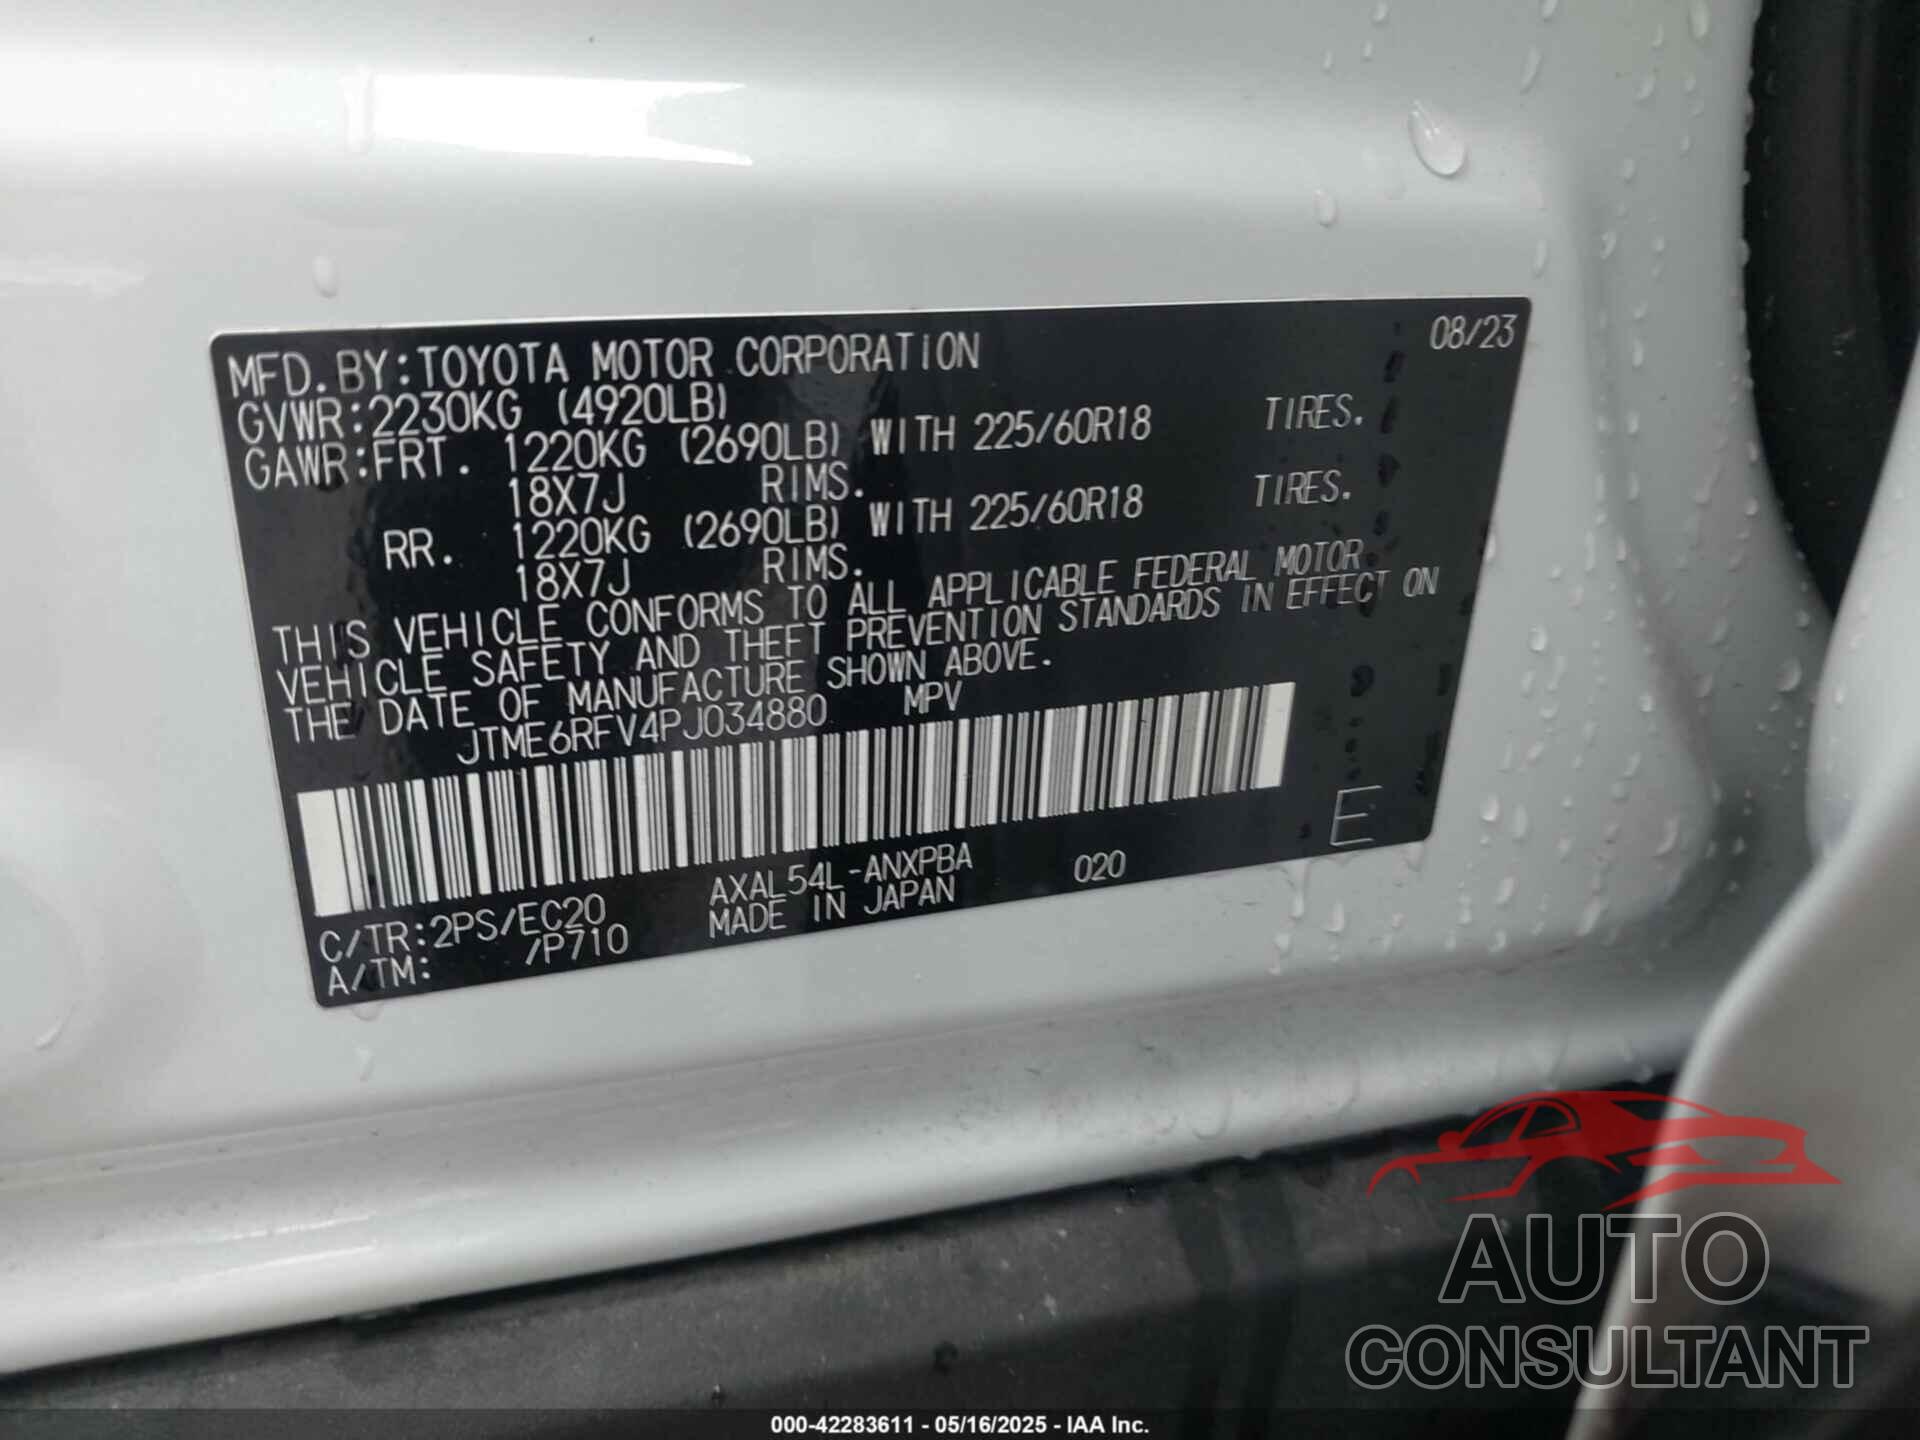 MFD.BY:TOYOTA MOTOR CORPORATION 08/23
GVWR:2230KG (4920LB)
GAWR:FRT. 1220KG (2690LB) WITH 225/60R18 TIRES.
18X7J RIMS.
RR. 1220KG (2690LB) WITH 225/60R18 TIRES.
18X7J RIMS.
THIS VEHICLE CONFORMS TO ALL APPLICABLE FEDERAL MOTOR
VEHICLE SAFETY AND THEFT PREVENTION STANDARDS IN EFFECT ON
THE DATE OF MANUFACTURE SHOWN ABOVE.
JTME6RFV4PJ034880 MPV
E
AXAL54L-ANXPBA 020
C/TR:2PS/EC20 MADE IN JAPAN
A/TM: /P710
AUTO
CONSULTANT
000-42283611 - 05/16/2025 - IAA Inc.